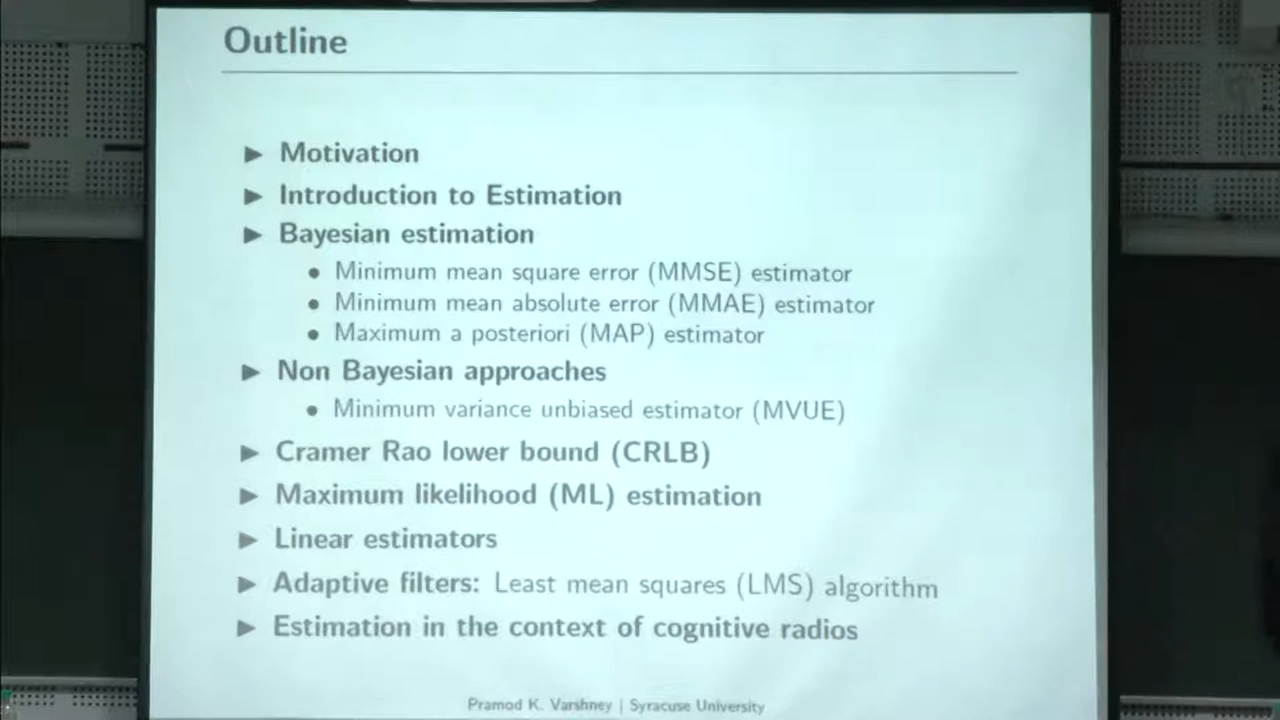 Outline
▶ Motivation
▶ Introduction to Estimation
▶ Bayesian estimation
• Minimum mean square error (MMSE) estimator
• Minimum mean absolute error (MMAE) estimator
• Maximum a posteriori (MAP) estimator
▶ Non Bayesian approaches
• Minimum variance unbiased estimator (MVUE)
▶ Cramer Rao lower bound (CRLB)
▶ Maximum likelihood (ML) estimation
▶ Linear estimators
▶ Adaptive filters: Least mean squares (LMS) algorithm
▶ Estimation in the context of cognitive radios
Pramod K. Varshney | Syracuse University